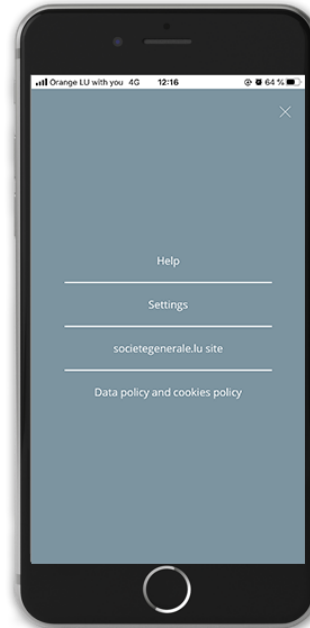 Orange LU with you 4G 12:16 64 %
Help
Settings
societegenerale.lu site
Data policy and cookies policy